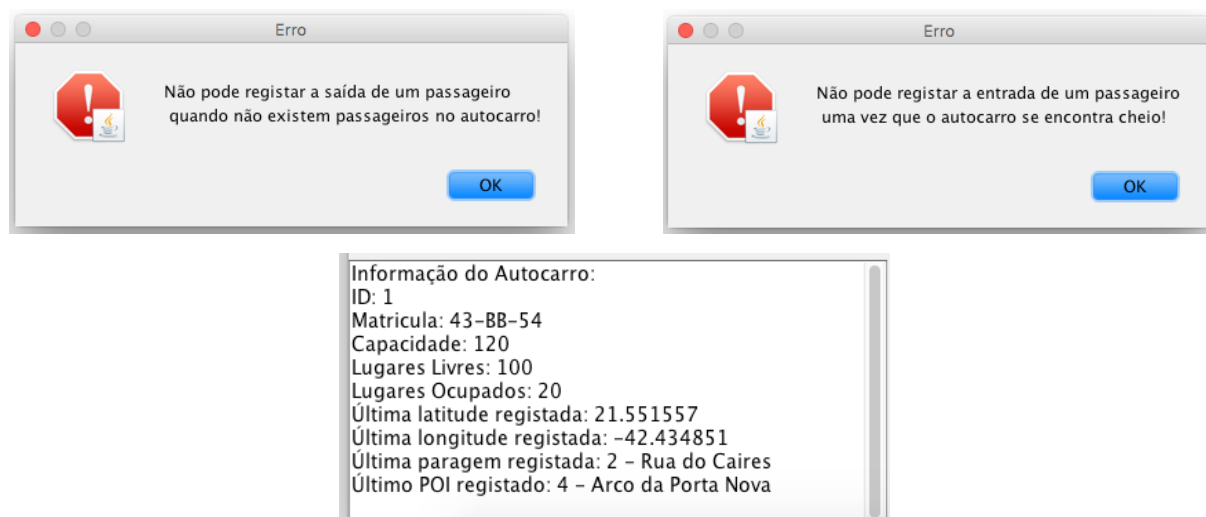 Erro
Não pode registar a saída de um passageiro
quando não existem passageiros no autocarro!
OK
Erro
Não pode registar a entrada de um passageiro
uma vez que o autocarro se encontra cheio!
OK
Informação do Autocarro:
ID: 1
Matricula: 43-BB-54
Capacidade: 120
Lugares Livres: 100
Lugares Ocupados: 20
Última latitude registada: 21.551557
Última longitude registada: -42.434851
Última paragem registada: 2 - Rua do Caires
Último POI registado: 4 - Arco da Porta Nova